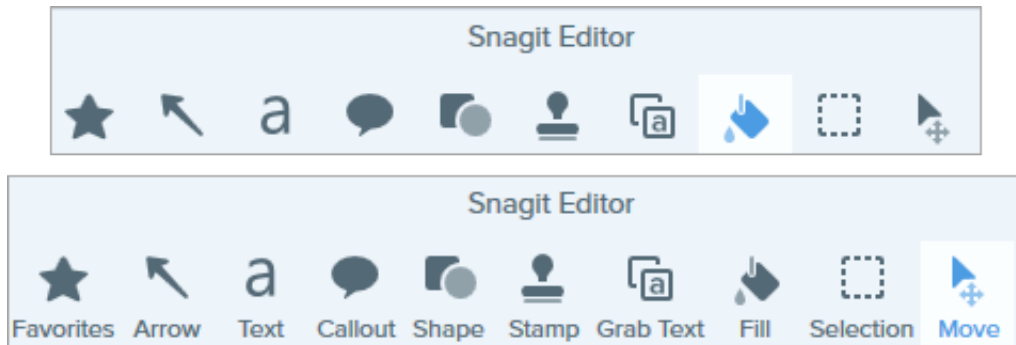 Snagit Editor
a
a
Snagit Editor
a
a
Favorites Arrow Text Callout Shape Stamp Grab Text Fill Selection Move